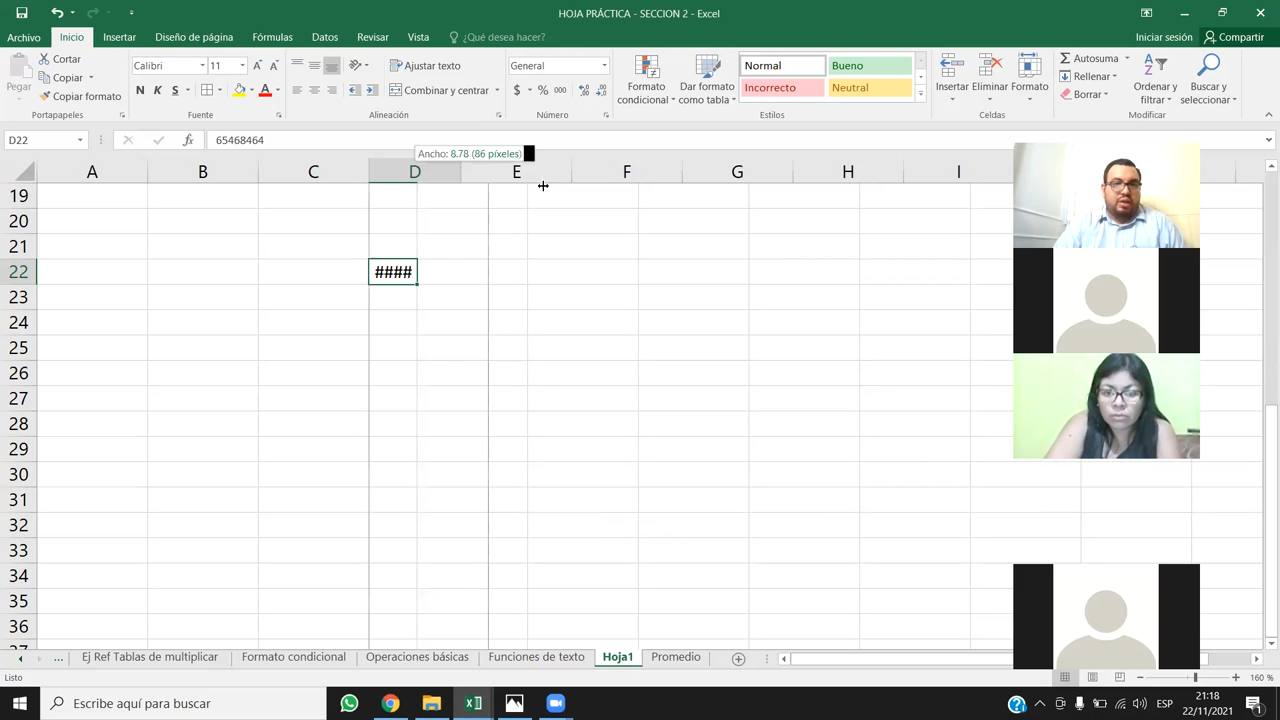 HOJA PRÁCTICA - SECCION 2 - Excel
Archivo Inicio Insertar Diseño de página Fórmulas Datos Revisar Vista ¿Qué desea hacer? Iniciar sesión Compartir
Pegar
Cortar
Copiar
Copiar formato
Portapapeles
Calibri 11
N K S
Fuente
Ajustar texto
Combinar y centrar
Alineación
General
$ % 000
Número
Formato condicional
Dar formato como tabla
Normal Bueno
Incorrecto Neutral
Estilos
Insertar Eliminar Formato
Celdas
Autosuma
Rellenar
Borrar
Ordenar y filtrar
Buscar y seleccionar
Modificar
D22 fx 65468464
Ancho: 8.78 (86 píxeles)
A B C D E F G H I
19
20
21
22 ####
23
24
25
26
27
28
29
30
31
32
33
34
35
36
... Ej Ref Tablas de multiplicar Formato condicional Operaciones básicas Funciones de texto Hoja1 Promedio
Listo 160 %
Escribe aquí para buscar
ESP
21:18
22/11/2021